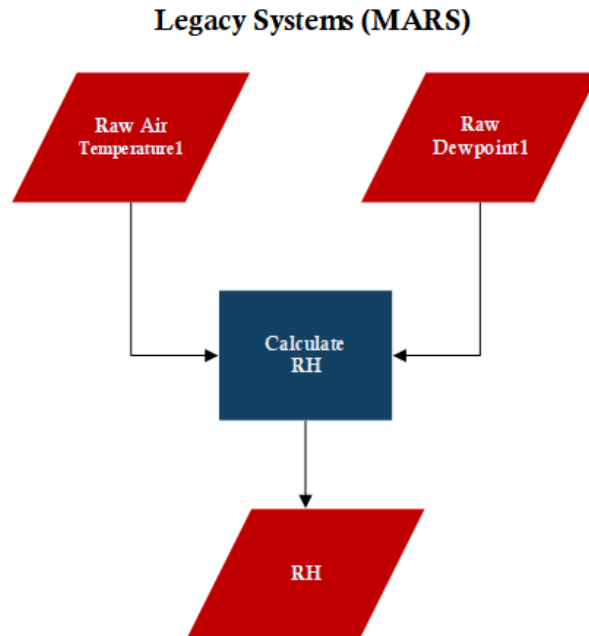 Legacy Systems (MARS)
Raw Air
Temperature1
Raw
Dewpoint1
Calculate
RH
RH